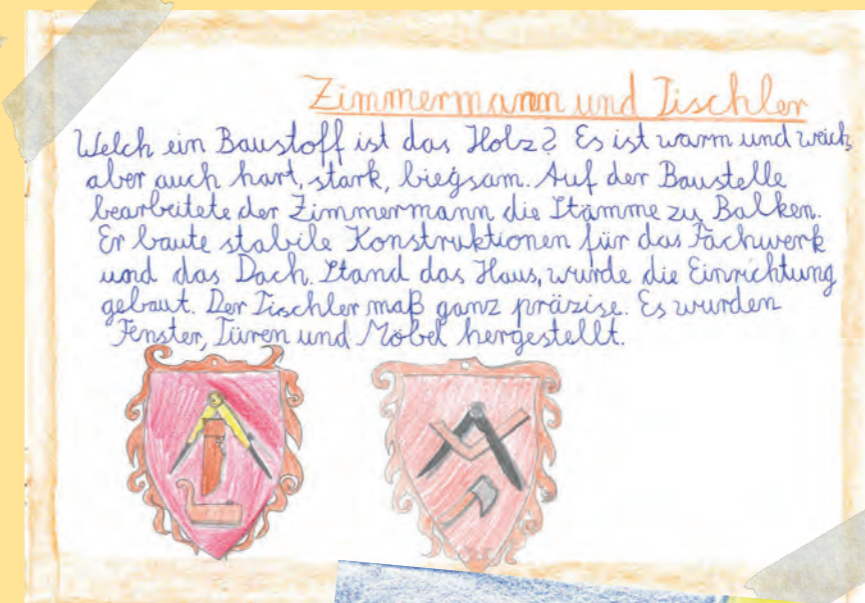 Zimmermann und Tischler
Welch ein Baustoff ist das Holz? Es ist warm und weich,
aber auch hart, stark, biegsam. Auf der Baustelle
bearbeitete der Zimmermann die Stämme zu Balken.
Er baute stabile Konstruktionen für das Fachwerk
und das Dach. Stand das Haus, wurde die Einrichtung
gebaut. Der Tischler maß ganz präzise. Es wurden
Fenster, Türen und Möbel hergestellt.